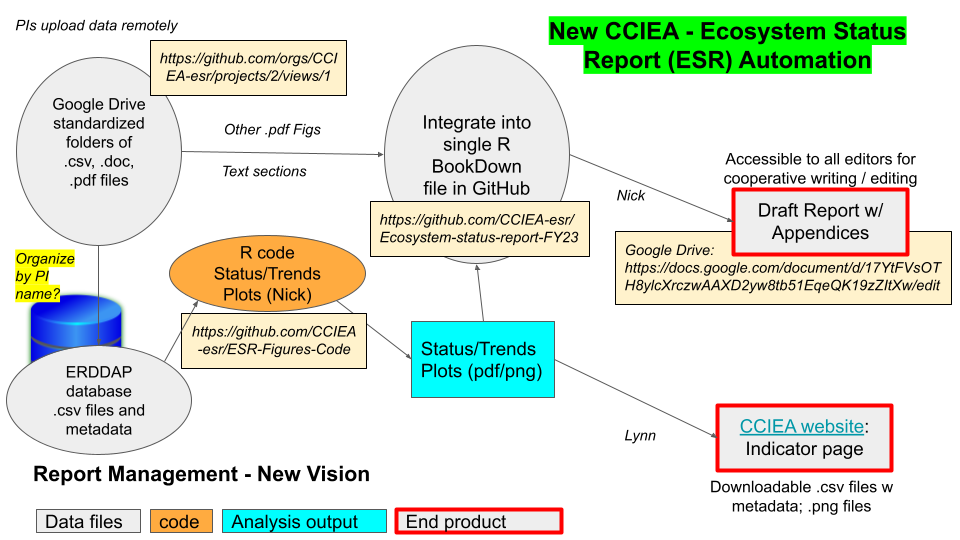 PIs upload data remotely
New CCIEA - Ecosystem Status
Report (ESR) Automation
https://github.com/orgs/CCI
EA-esr/projects/2/views/1
Google Drive
standardized
folders of
.csv, .doc,
.pdf files
Other .pdf Figs
Text sections
Integrate into
single R
BookDown
file in GitHub
https://github.com/CCIEA-esr/
Ecosystem-status-report-FY23
Nick
Accessible to all editors for
cooperative writing / editing
Draft Report w/
Appendices
Google Drive:
https://docs.google.com/document/d/17YtFVsOT
H8ylcXrczwAAXD2yw8tb51EqeQK19zZItXw/edit
Organize
by PI
name?
R code
Status/Trends
Plots (Nick)
https://github.com/CCIEA
-esr/ESR-Figures-Code
Status/Trends
Plots (pdf/png)
ERDDAP
database
.csv files and
metadata
Lynn
CCIEA website:
Indicator page
Downloadable .csv files w
metadata; .png files
Report Management - New Vision
Data files
code
Analysis output
End product